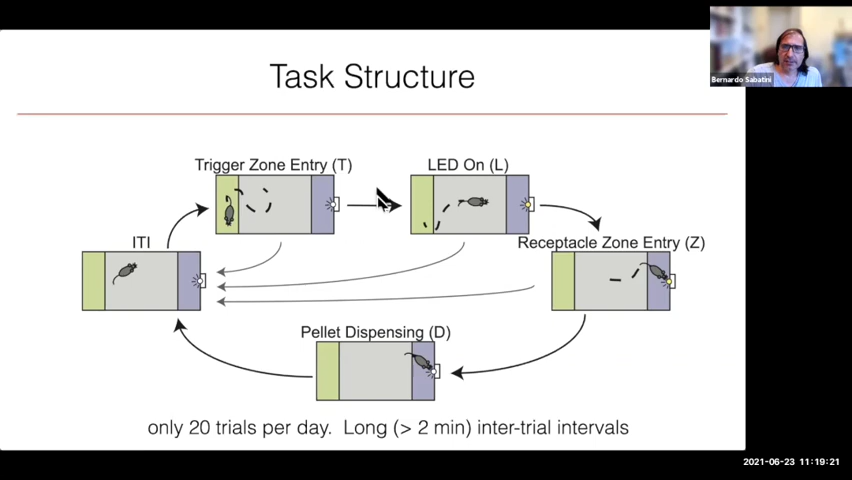 Bernardo Sabatini
Task Structure
Trigger Zone Entry (T)
LED On (L)
ITI
Receptacle Zone Entry (Z)
Pellet Dispensing (D)
only 20 trials per day. Long (> 2 min) inter-trial intervals
2021-06-23 11:19:21